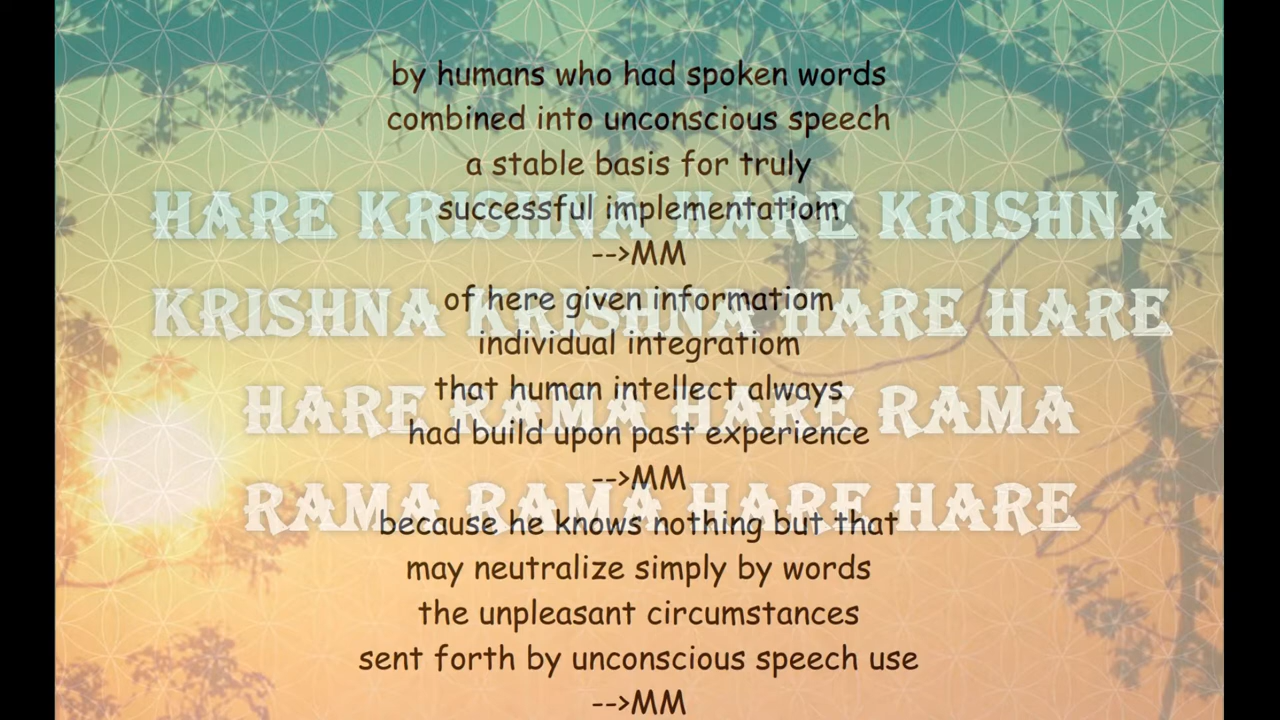 by humans who had spoken words
combined into unconscious speech
a stable basis for truly
HARE KRISHNA HARE KRISHNA
successful implementatiom
-->MM
of here given informatiom
KRISHNA KRISHNA HARE HARE
individual integratiom
that human intellect always
HARE RAMA HARE RAMA
had build upon past experience
-->MM
RAMA RAMA HARE HARE
because he knows nothing but that
may neutralize simply by words
the unpleasant circumstances
sent forth by unconscious speech use
-->MM